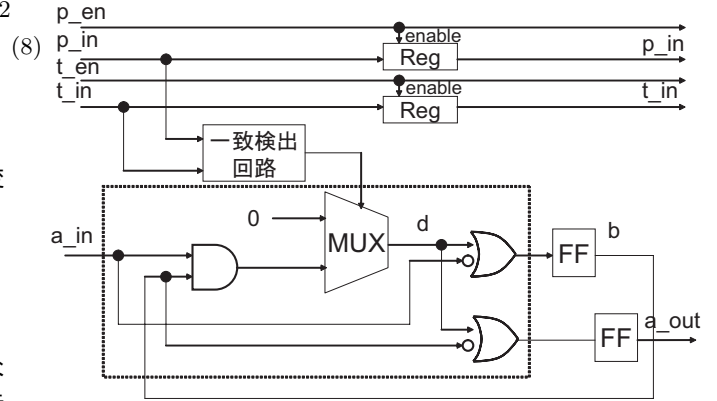 2
p_en
enable
(8)
p_in
Reg
p_in
t_en
enable
t_in
Reg
t_in
一致検出
回路
0
d
b
a_in
MUX
FF
a_out
FF